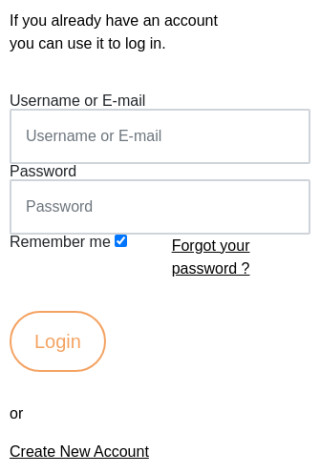 If you already have an account
you can use it to log in.
Username or E-mail
Username or E-mail
Password
Password
Remember me
Forgot your
password ?
Login
or
Create New Account